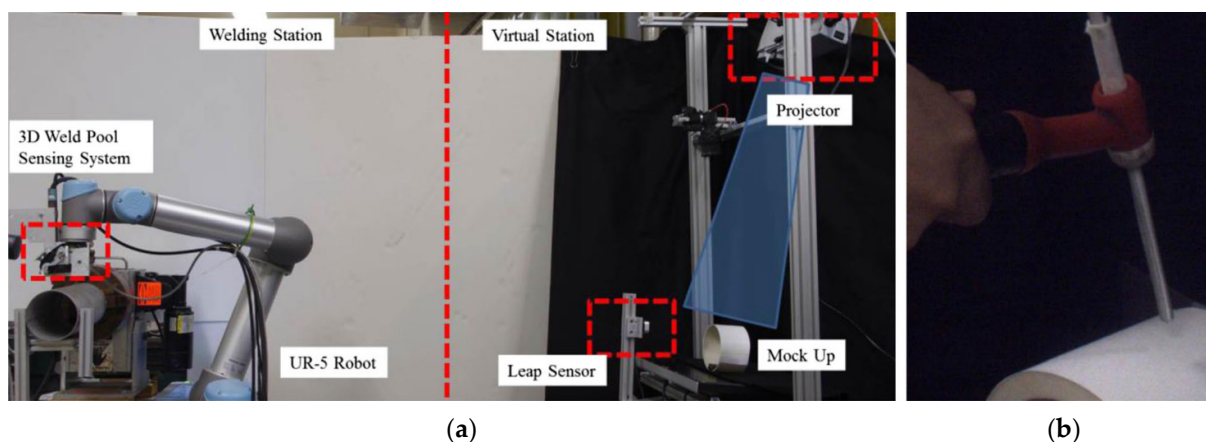 Welding Station
Virtual Station
3D Weld Pool
Sensing System
Projector
UR-5 Robot
Leap Sensor
Mock Up
(a)
(b)